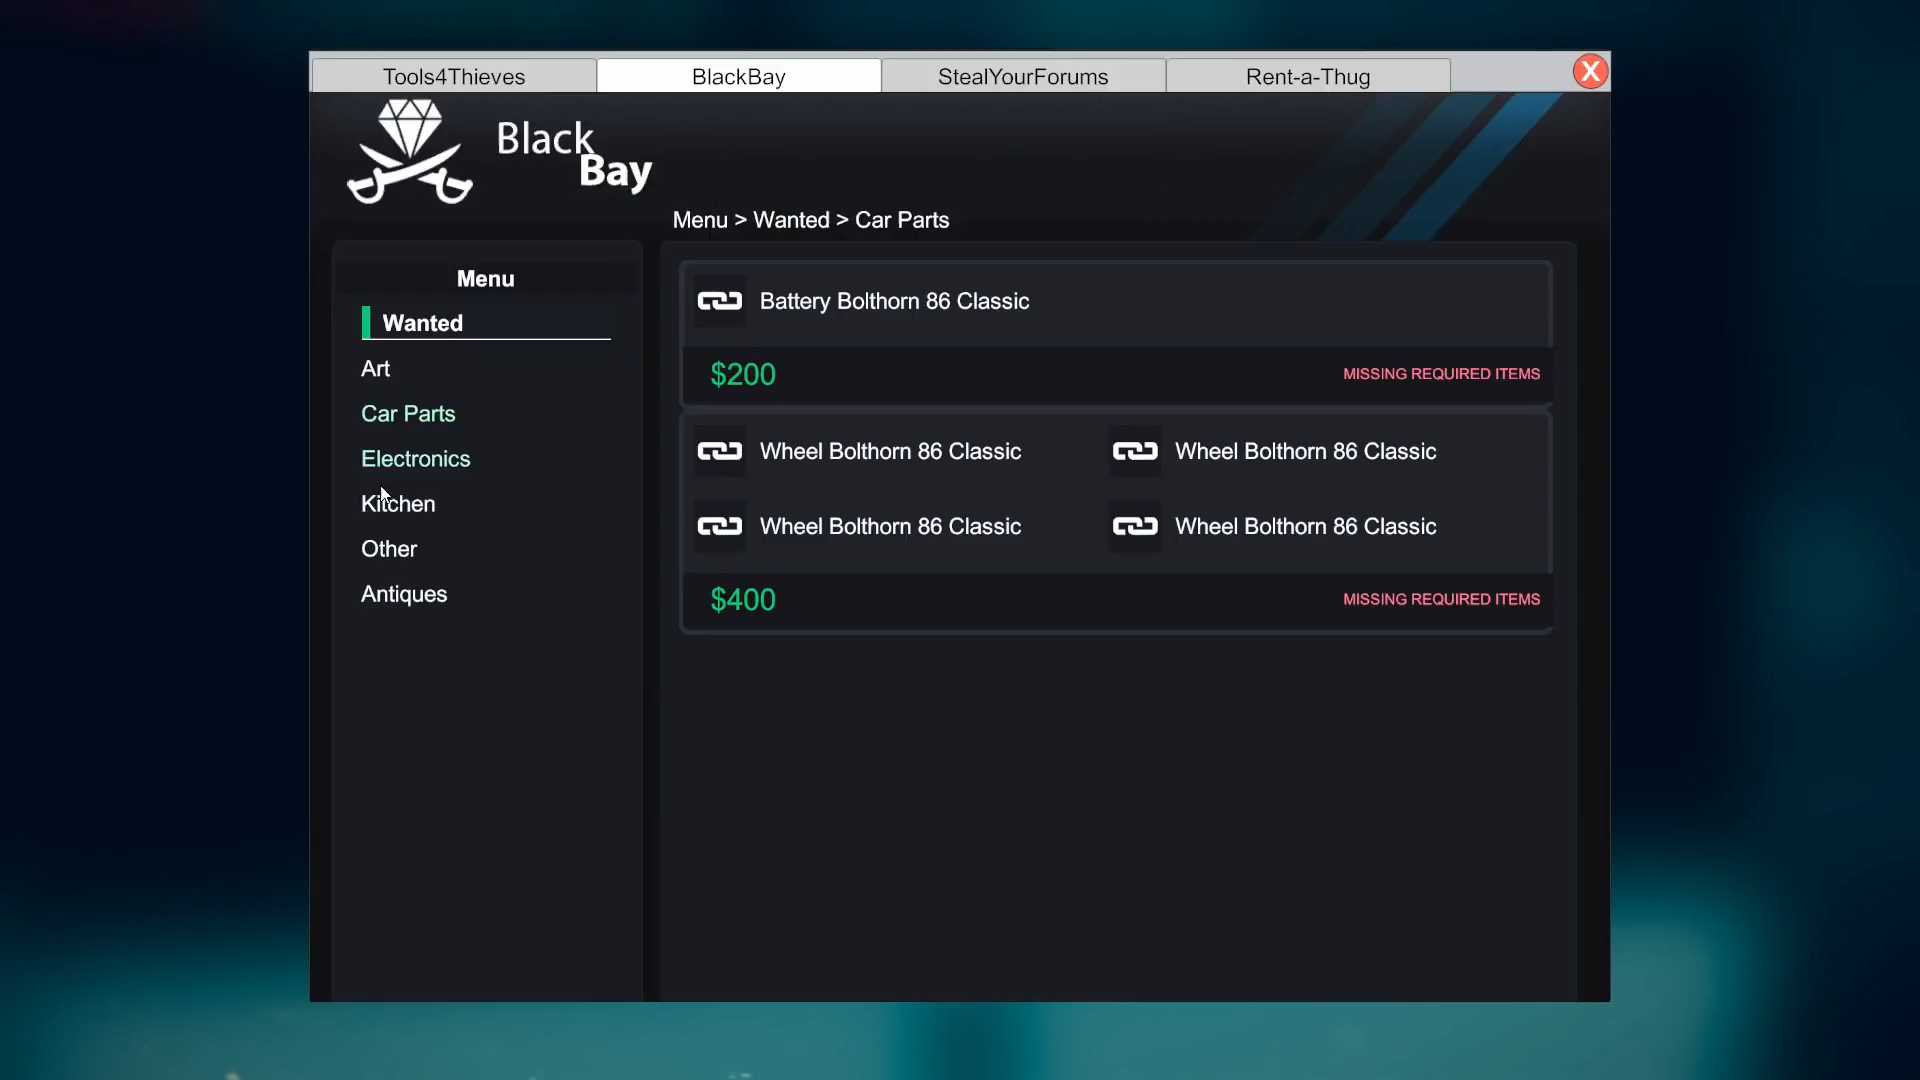 Tools4Thieves
BlackBay
StealYourForums
Rent-a-Thug
X
Black
Bay
Menu > Wanted > Car Parts
Menu
Wanted
Art
Car Parts
Electronics
Kitchen
Other
Antiques
Battery Bolthorn 86 Classic
$200
MISSING REQUIRED ITEMS
Wheel Bolthorn 86 Classic
Wheel Bolthorn 86 Classic
Wheel Bolthorn 86 Classic
Wheel Bolthorn 86 Classic
$400
MISSING REQUIRED ITEMS